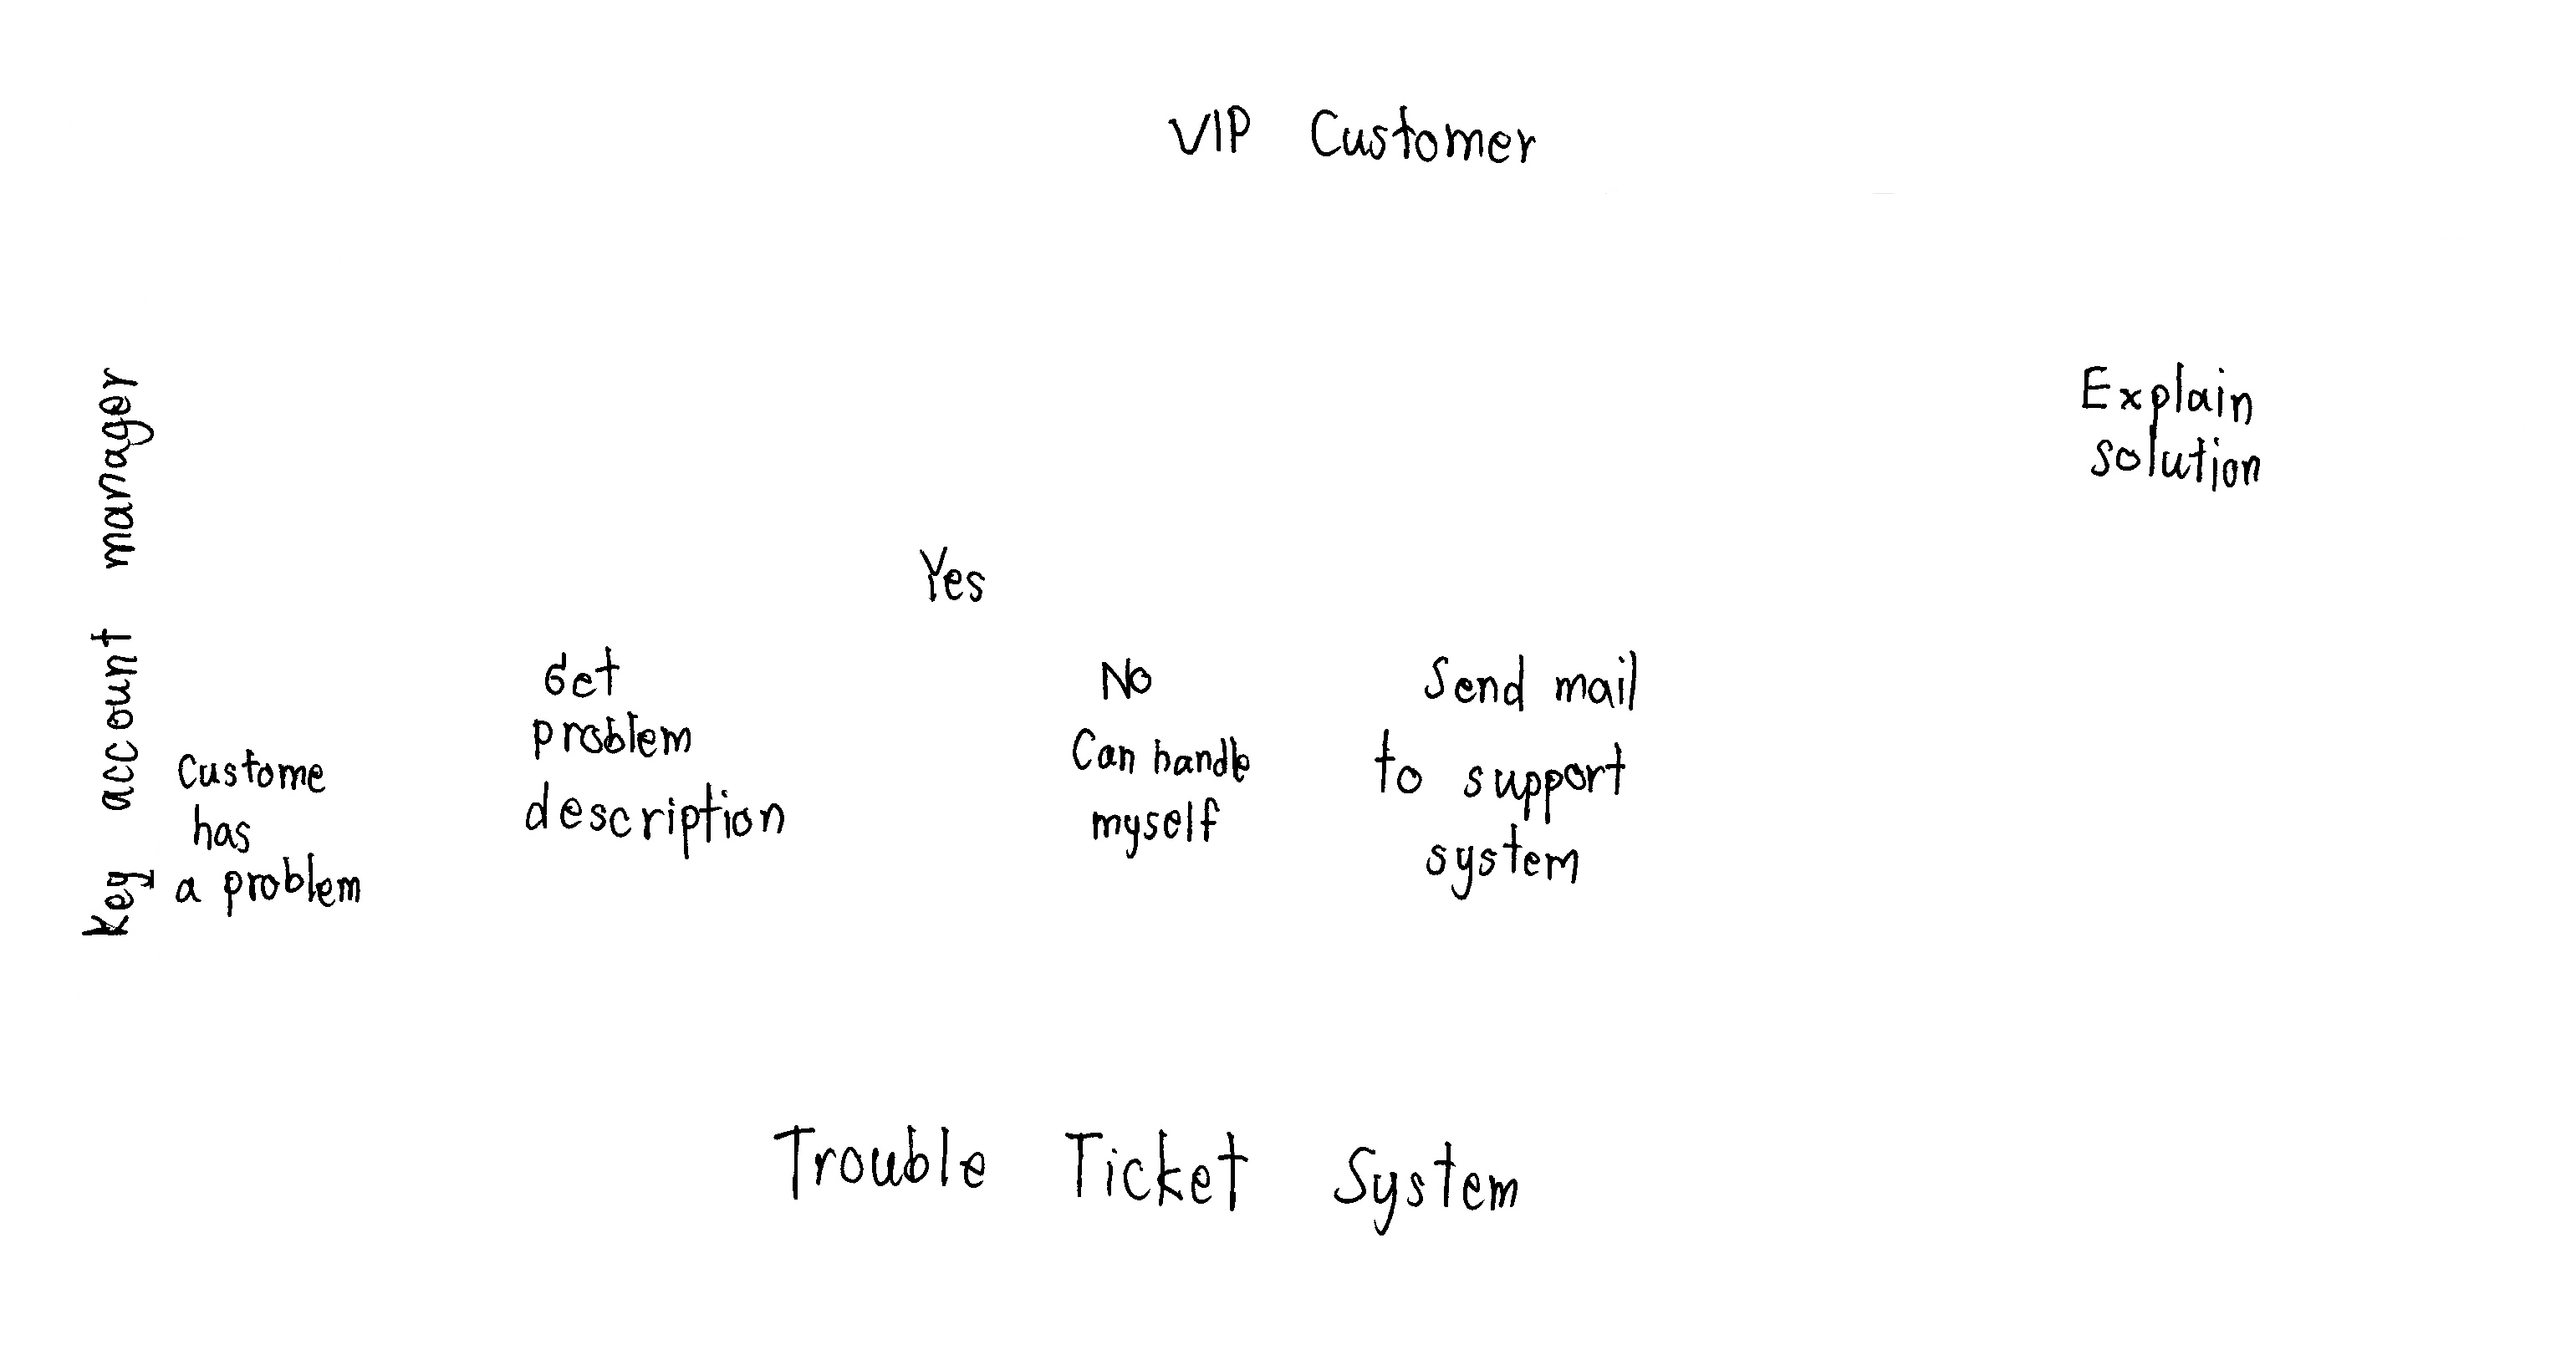 VIP Customer
Key account manager
Explain
solution
Yes
Get
problem
description
No
Can handle
myself
Send mail
to support
system
Custome
has
a problem
Trouble Ticket System